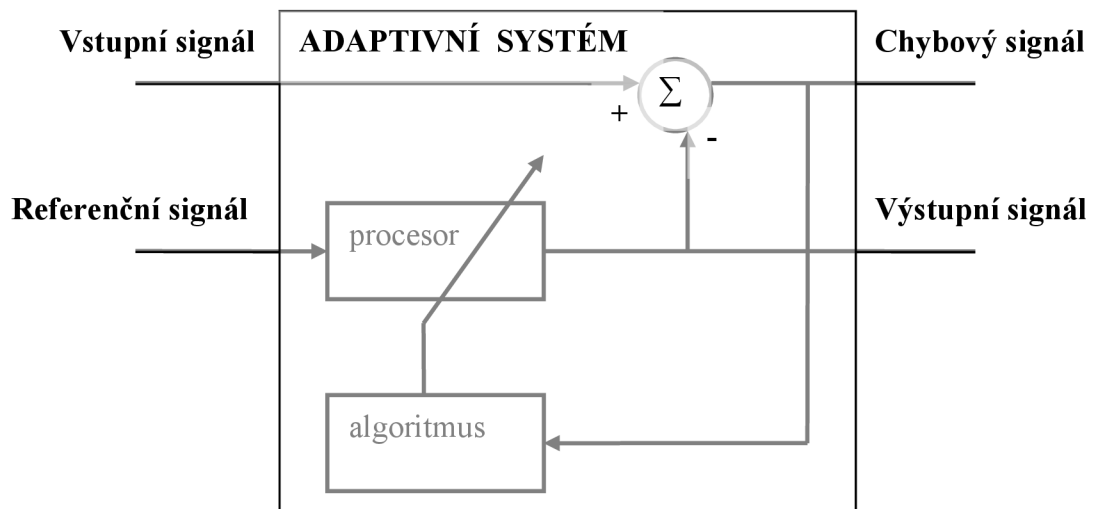 Vstupní signál
ADAPTIVNÍ SYSTÉM
Chybový signál
Σ
+
-
Referenční signál
procesor
Výstupní signál
algoritmus